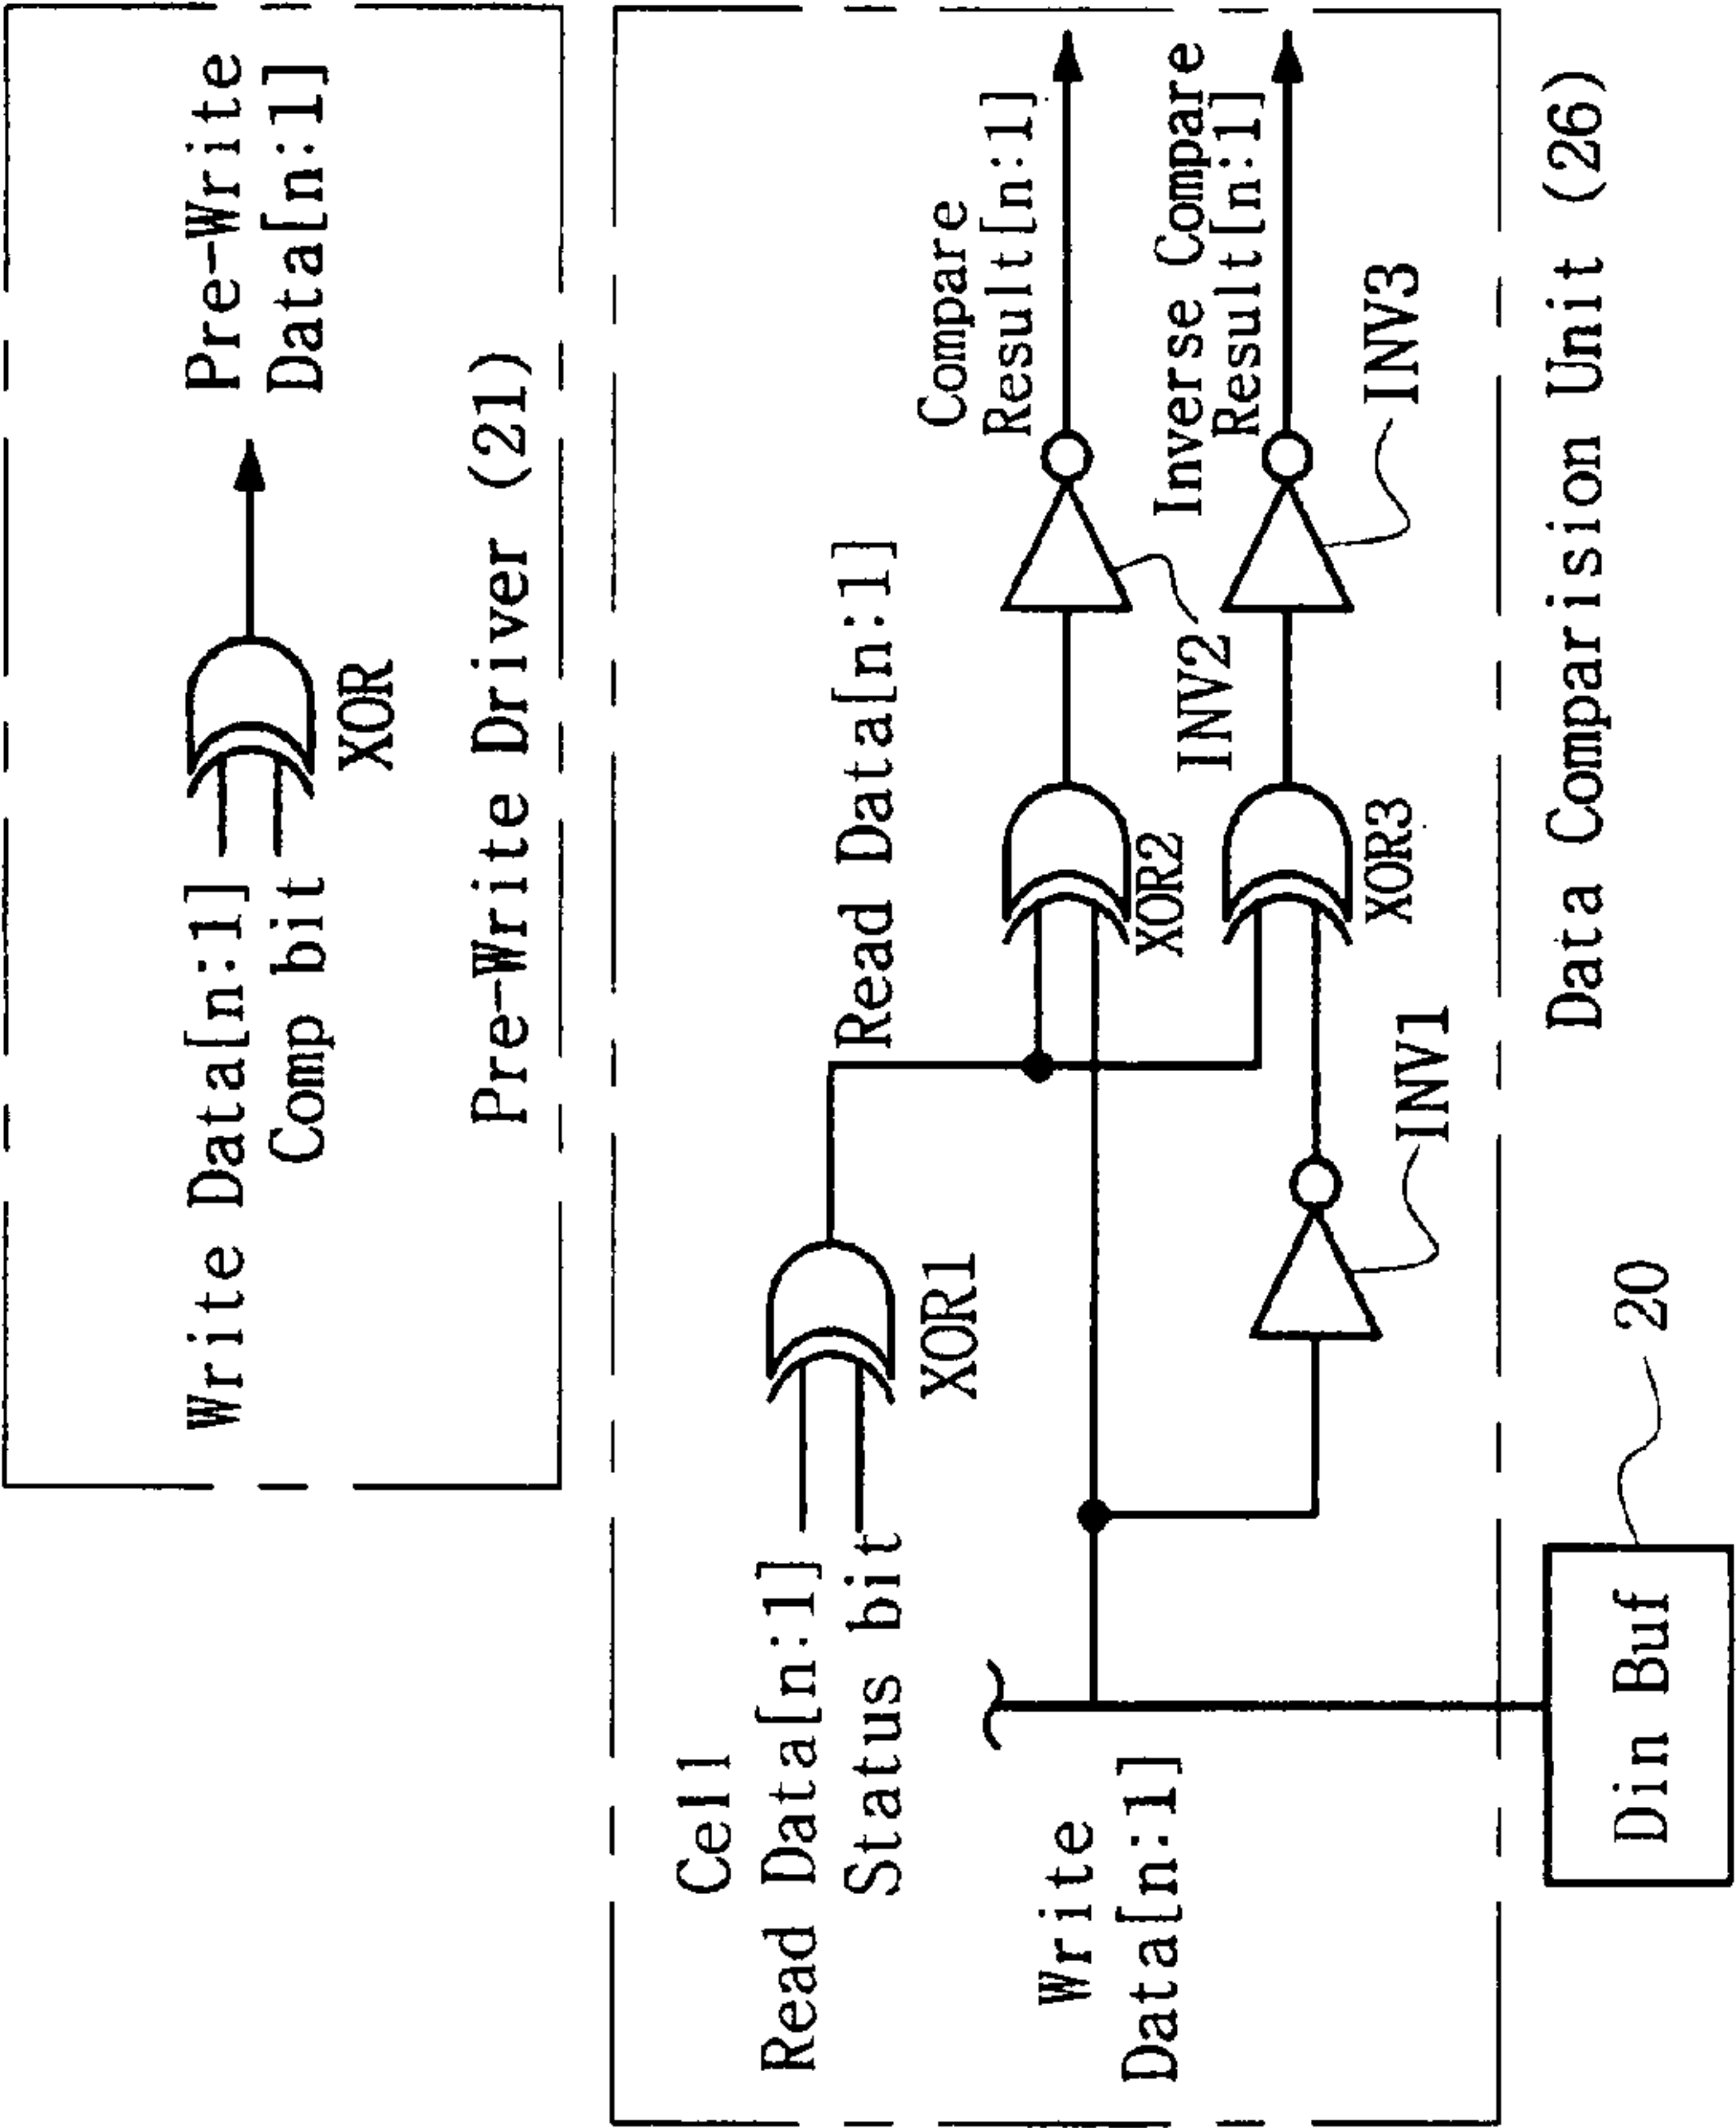 Write Data[n:1]
Comp bit
XOR
Pre-Write
Data[n:1]
Pre-Write Driver (21)
Cell
Read Data[n:1]
Status bit
XOR1
Read Data[n:1]
Write
Data[n:1]
XOR2
INV2
Compare
Result[n:1]
Inverse Compare
Result[n:1]
XOR3
INV3
INV1
Data Comparision Unit (26)
Din Buf
20